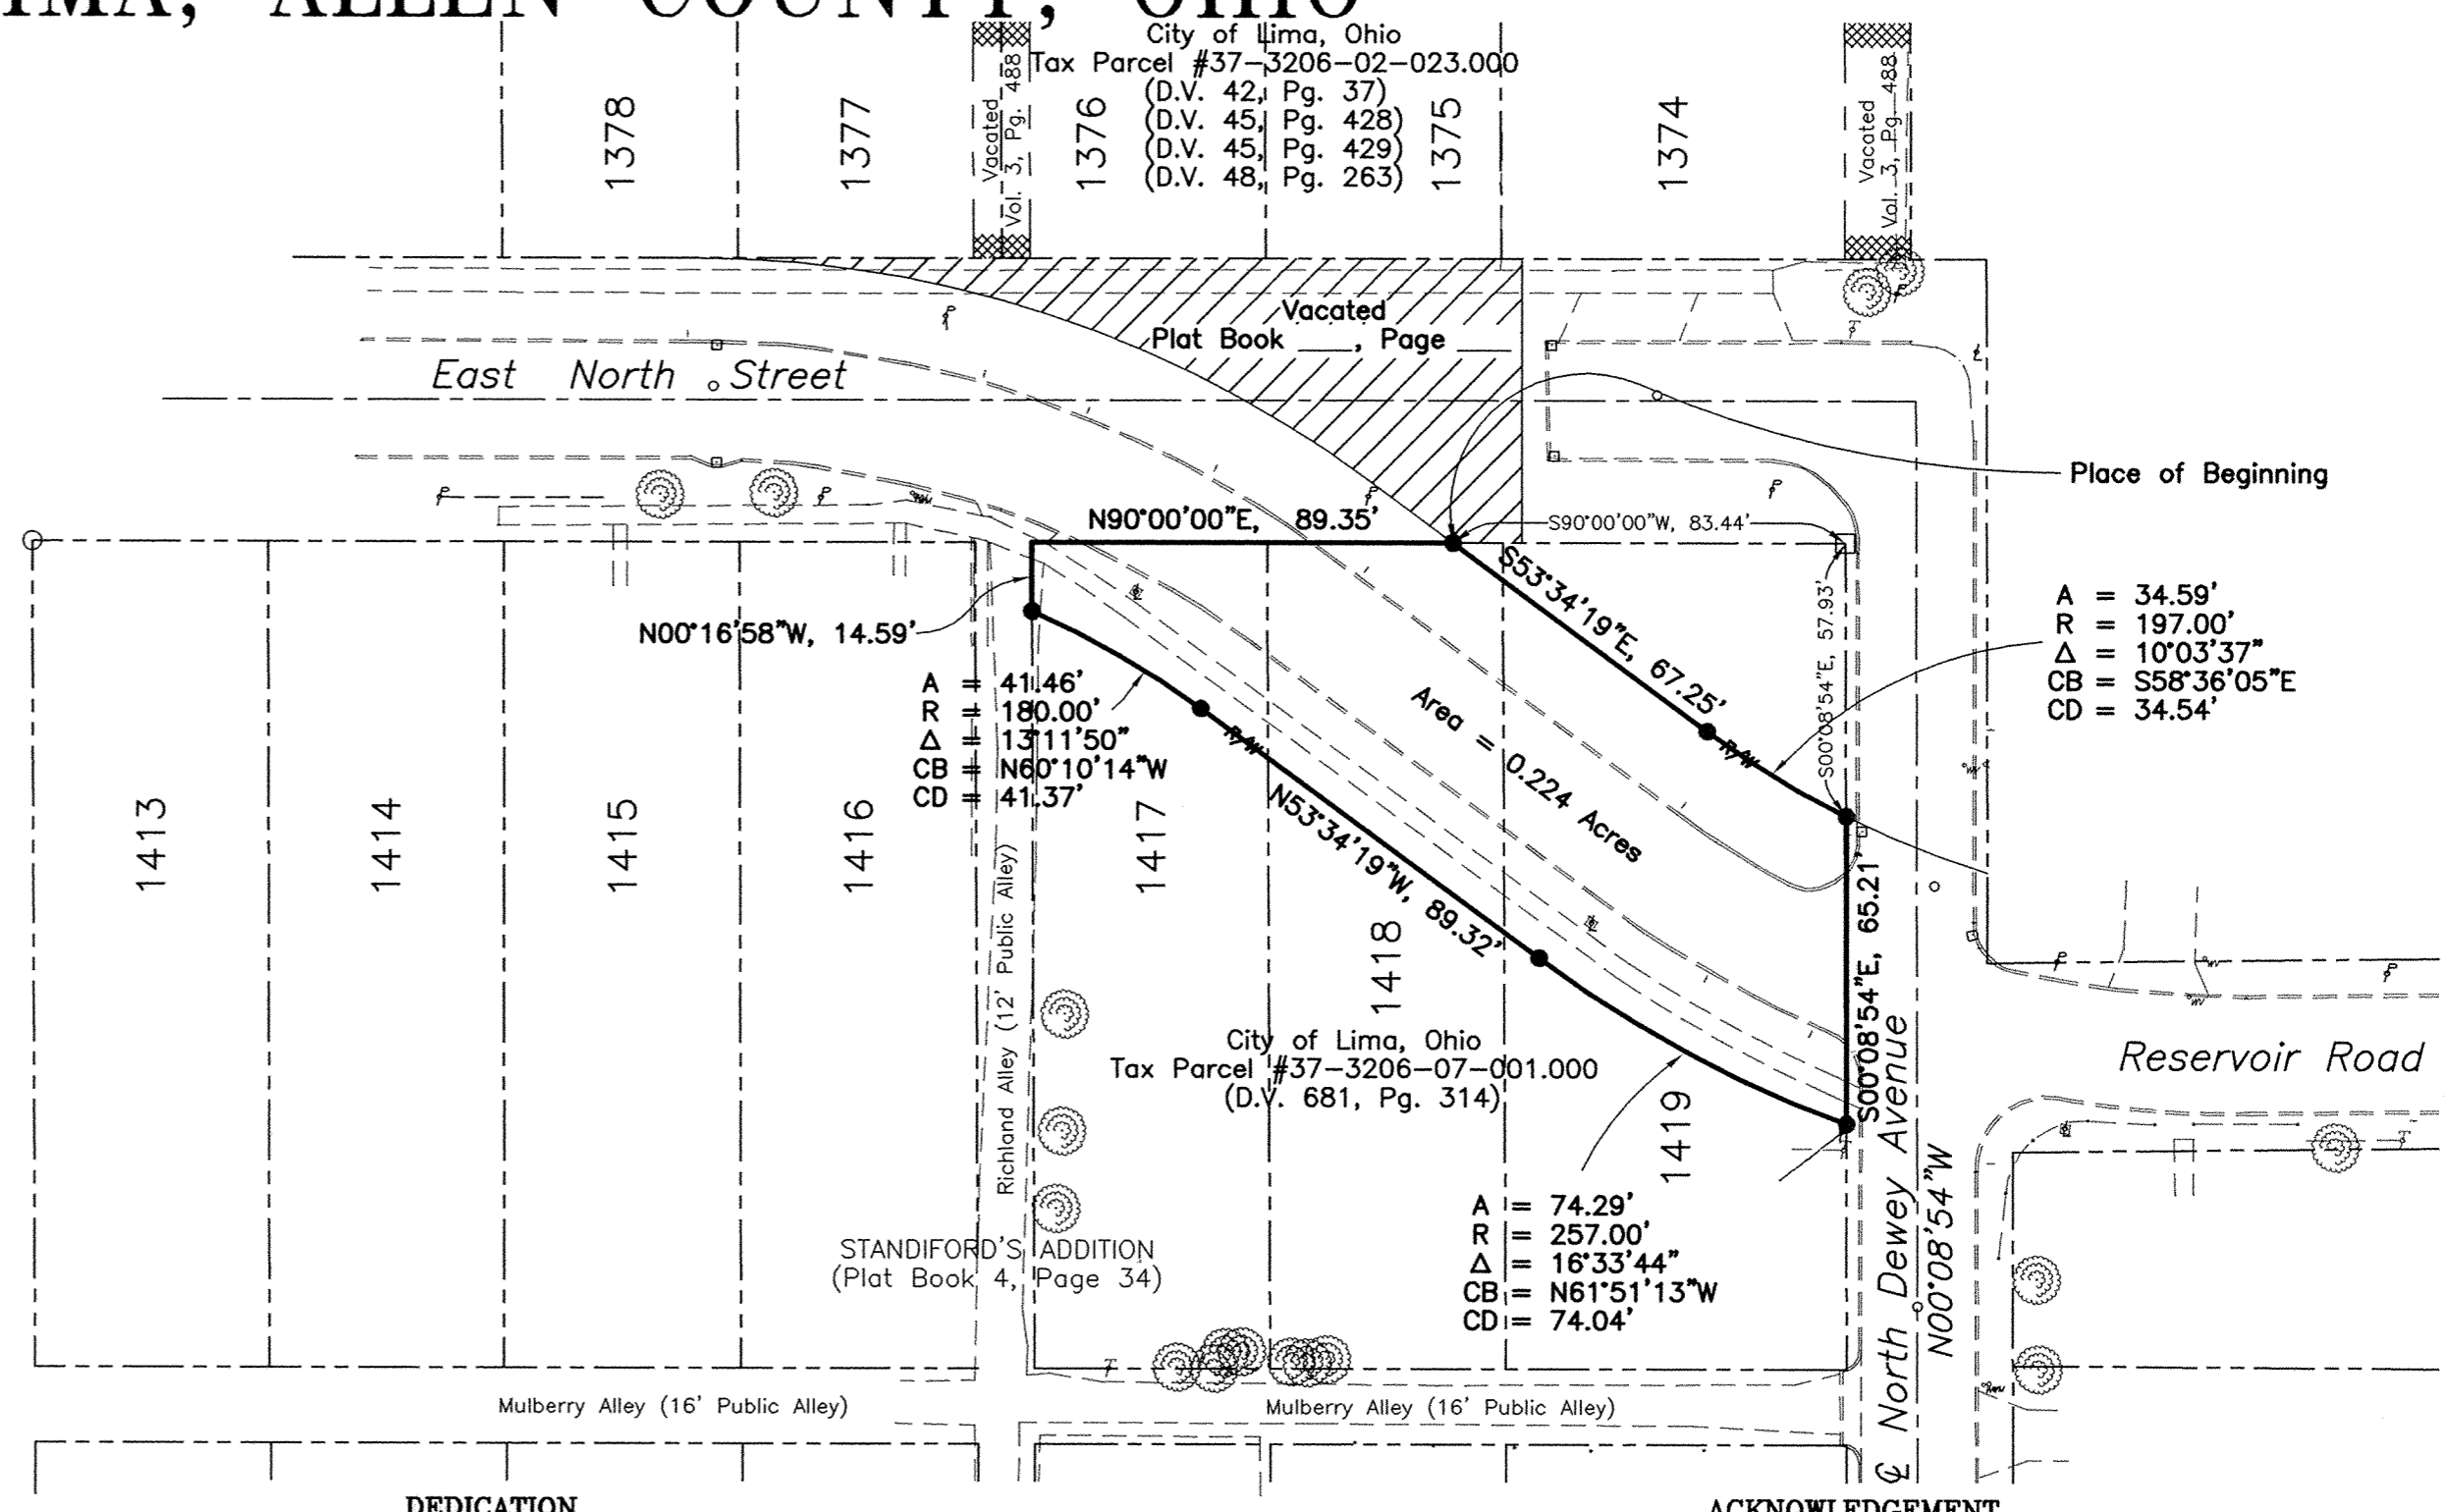 IMA, ALLEN COUNTY, OHIO
City of Lima, Ohio
Tax Parcel #37-3206-02-023.000
(D.V. 42, Pg. 37)
(D.V. 45, Pg. 428)
(D.V. 45, Pg. 429)
(D.V. 48, Pg. 263)
1378
1377
Vacated
Vol. 3, Pg. 488
1376
1375
1374
Vacated
Vol. 3, Pg. 488
Vacated
Plat Book ___, Page ___
East North Street
Place of Beginning
N90°00'00"E, 89.35'
S90°00'00"W, 83.44'
S53°34'19"E, 67.25'
S00°08'54"E, 57.93'
N00°16'58"W, 14.59'
A = 34.59'
R = 197.00'
Δ = 10°03'37"
CB = S58°36'05"E
CD = 34.54'
A = 41.46'
R = 180.00'
Δ = 13°11'50"
CB = N60°10'14"W
CD = 41.37'
R/W
R/W
Area = 0.224 Acres
N53°34'19"W, 89.32'
S00°08'54"E, 65.21'
1413
1414
1415
1416
1417
1418
1419
Richland Alley (12' Public Alley)
City of Lima, Ohio
Tax Parcel #37-3206-07-001.000
(D.V. 681, Pg. 314)
Reservoir Road
STANDIFORD'S ADDITION
(Plat Book 4, Page 34)
A = 74.29'
R = 257.00'
Δ = 16°33'44"
CB = N61°51'13"W
CD = 74.04'
℄ North Dewey Avenue
N00°08'54"W
Mulberry Alley (16' Public Alley)
Mulberry Alley (16' Public Alley)
DEDICATION
ACKNOWLEDGEMENT